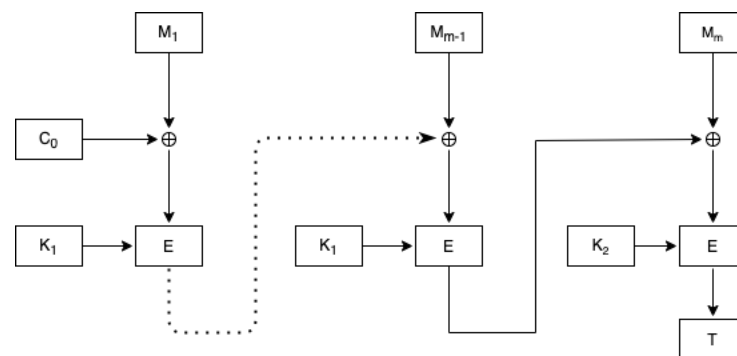 M₁ Mₘ₋₁ Mₘ
C₀
K₁ E K₁ E K₂ E
T